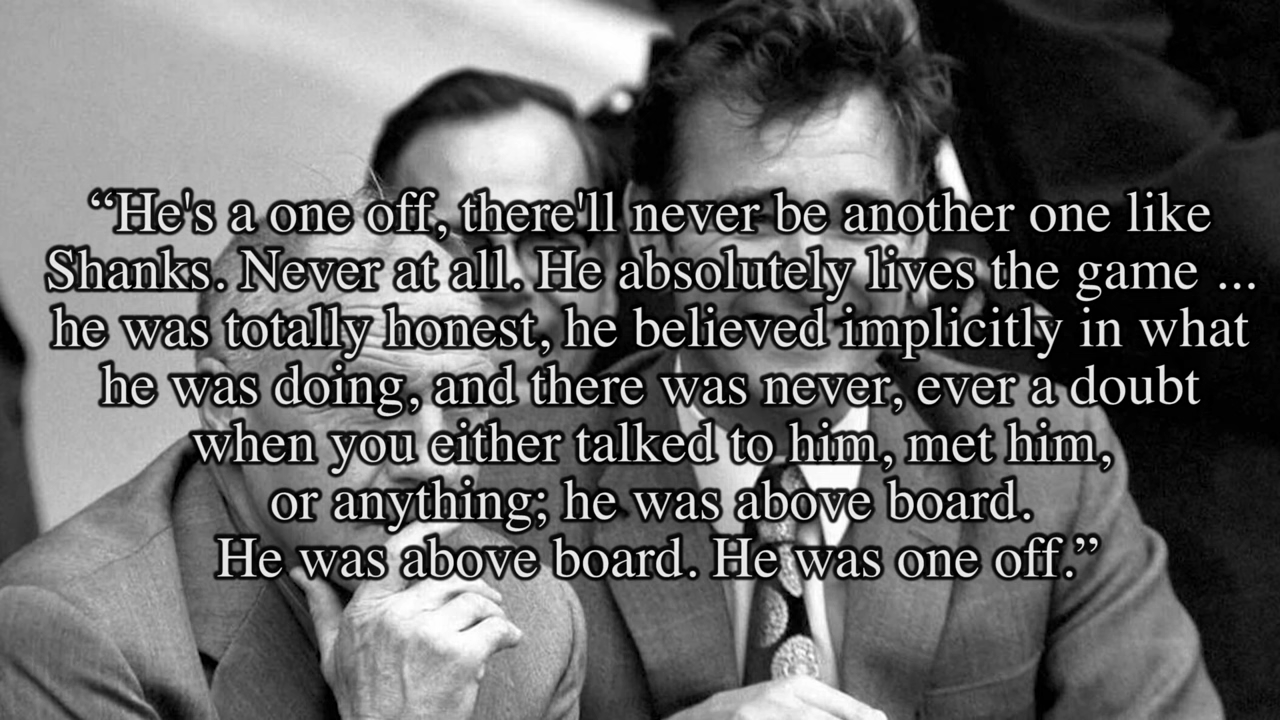 “He's a one off, there'll never be another one like
Shanks. Never at all. He absolutely lives the game ...
he was totally honest, he believed implicitly in what
he was doing, and there was never, ever a doubt
when you either talked to him, met him,
or anything; he was above board.
He was above board. He was one off.”